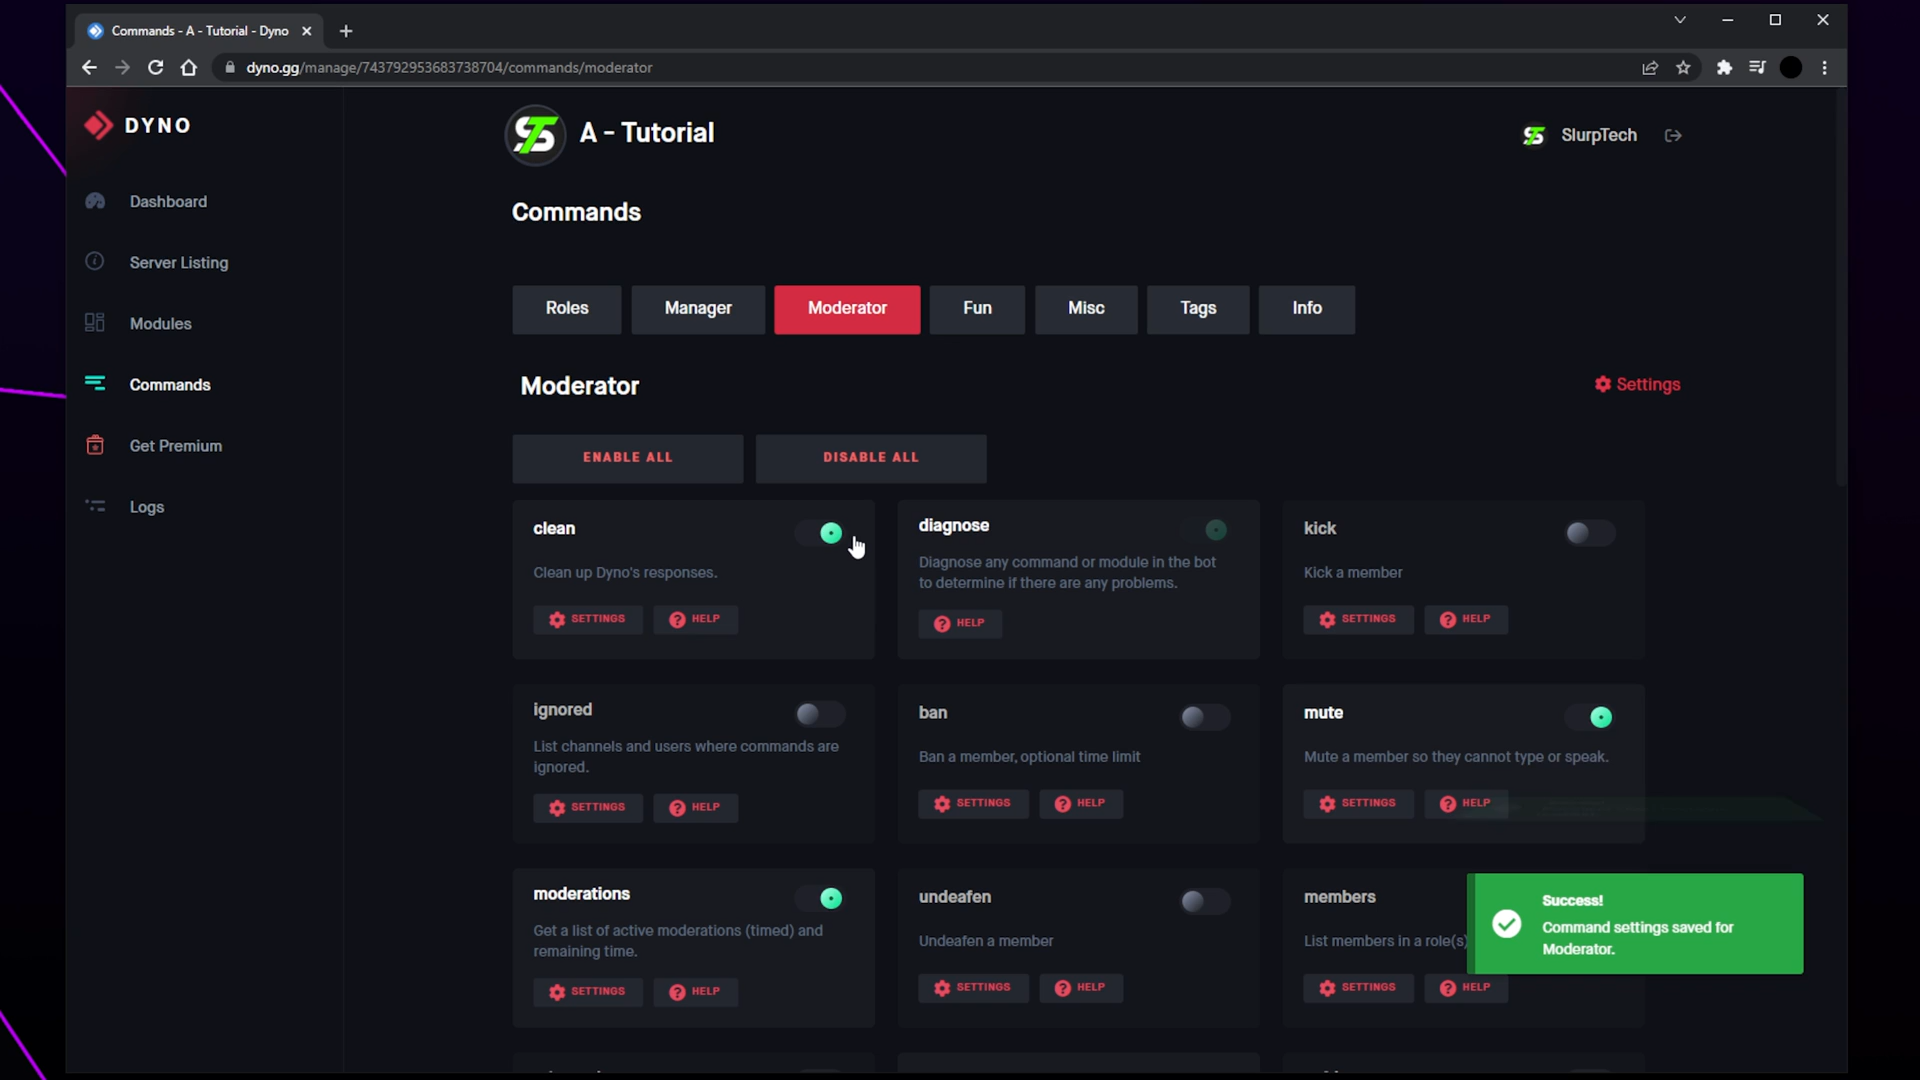 Commands - A - Tutorial - Dyno
dyno.gg/manage/743792953683738704/commands/moderator
DYNO
A - Tutorial
SlurpTech
Dashboard
Server Listing
Modules
Commands
Get Premium
Logs
Commands
Roles Manager Moderator Fun Misc Tags Info
Moderator
Settings
ENABLE ALL DISABLE ALL
clean
Clean up Dyno's responses.
SETTINGS HELP
diagnose
Diagnose any command or module in the bot
to determine if there are any problems.
HELP
kick
Kick a member
SETTINGS HELP
ignored
List channels and users where commands are
ignored.
SETTINGS HELP
ban
Ban a member, optional time limit
SETTINGS HELP
mute
Mute a member so they cannot type or speak.
SETTINGS HELP
moderations
Get a list of active moderations (timed) and
remaining time.
SETTINGS HELP
undeafen
Undeafen a member
SETTINGS HELP
members
List members in a role(s)
SETTINGS HELP
Success!
Command settings saved for
Moderator.